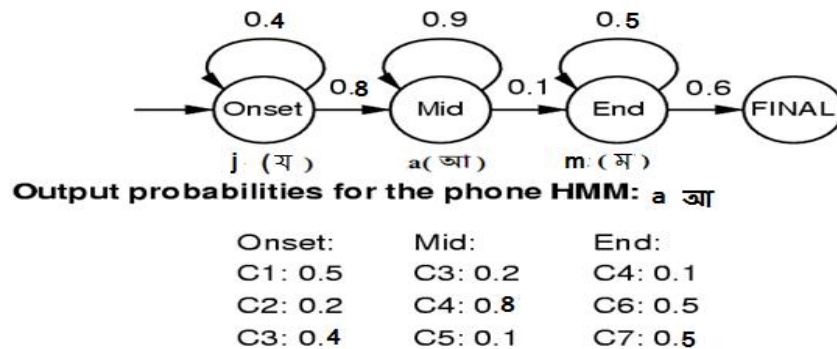 0.4 0.9 0.5
0.8 0.1 0.6
Onset Mid End FINAL
j (य) a(আ) m:(ম)
Output probabilities for the phone HMM: a আ
Onset: Mid: End:
C1: 0.5 C3: 0.2 C4: 0.1
C2: 0.2 C4: 0.8 C6: 0.5
C3: 0.4 C5: 0.1 C7: 0.5